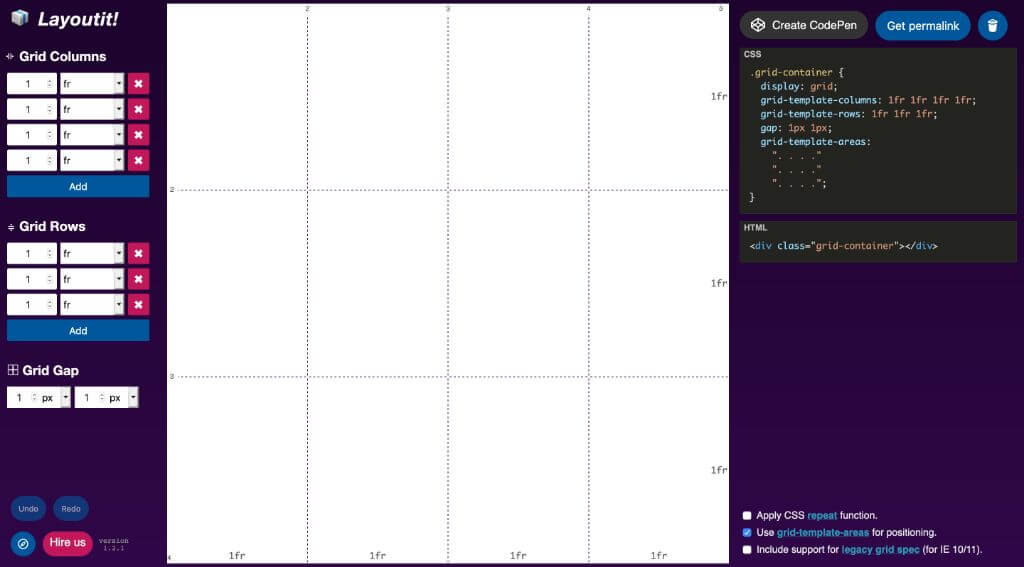 Layoutit!
Grid Columns
1 fr
1 fr
1 fr
1 fr
Add
Grid Rows
1 fr
1 fr
1 fr
Add
Grid Gap
1 px 1 px
Undo Redo
Hire us
version
1.2.1
2 3 4 5
1fr
2
1fr
3
1fr
4 1fr 1fr 1fr 1fr
Create CodePen
Get permalink
CSS
.grid-container {
display: grid;
grid-template-columns: 1fr 1fr 1fr 1fr;
grid-template-rows: 1fr 1fr 1fr;
gap: 1px 1px;
grid-template-areas:
". . . ."
". . . ."
". . . .";
}
HTML
<div class="grid-container"></div>
Apply CSS repeat function.
Use grid-template-areas for positioning.
Include support for legacy grid spec (for IE 10/11).